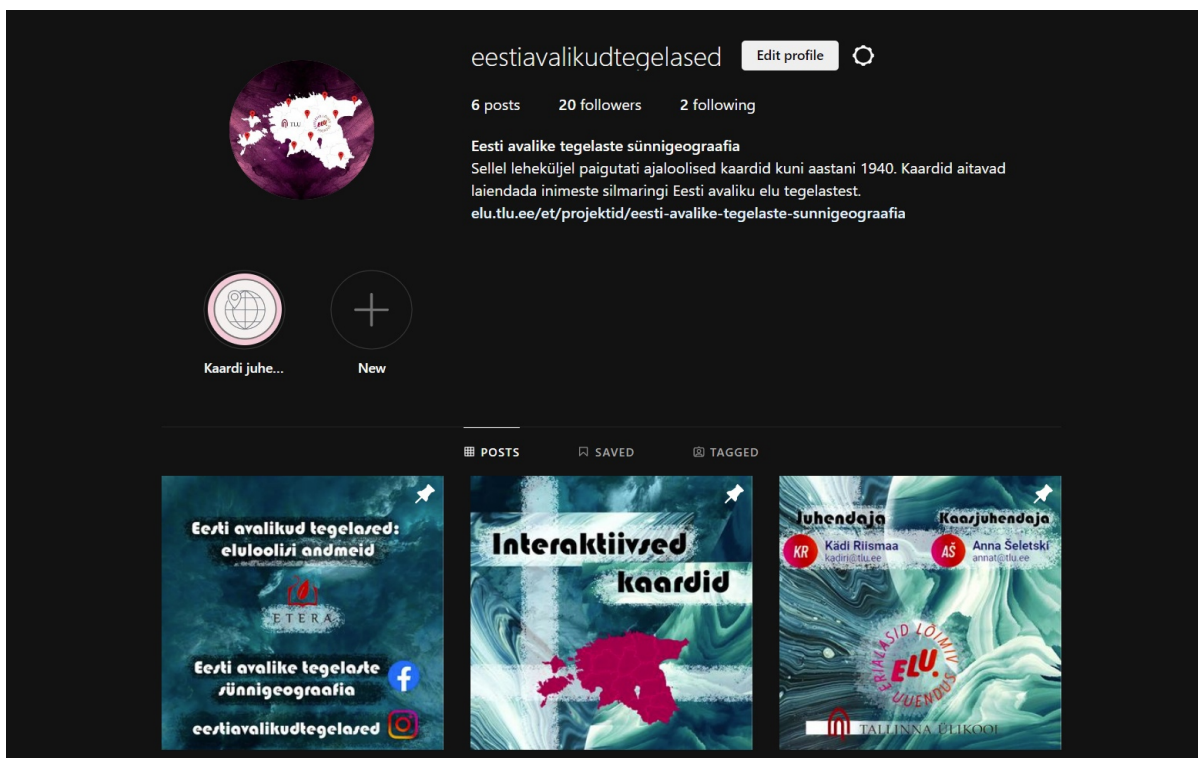 eestiavalikudtegelased Edit profile
6 posts 20 followers 2 following
Eesti avalike tegelaste sünnigeograafia
Sellel leheküljel paigutati ajaloolised kaardid kuni aastani 1940. Kaardid aitavad
laiendada inimeste silmaringi Eesti avaliku elu tegelastest.
elu.tlu.ee/et/projektid/eesti-avalike-tegelaste-sunnigeograafia
TLU
Kaardi juhe...
New
POSTS SAVED TAGGED
Eesti avalikud tegelased:
eluloolisi andmeid
ETERA
Eesti avalike tegelaste
sünnigeograafia
eestiavalikudtegelased
Interaktiivsed
kaardid
Juhendaja
KR
Kädi Riismaa
kadiri@tlu.ee
Kaasjuhendaja
AŠ
Anna Šeletski
annat@tlu.ee
ERIALASID LÕIMIV
ELU
UUENDUS
TALLINNA ÜLIKOOL